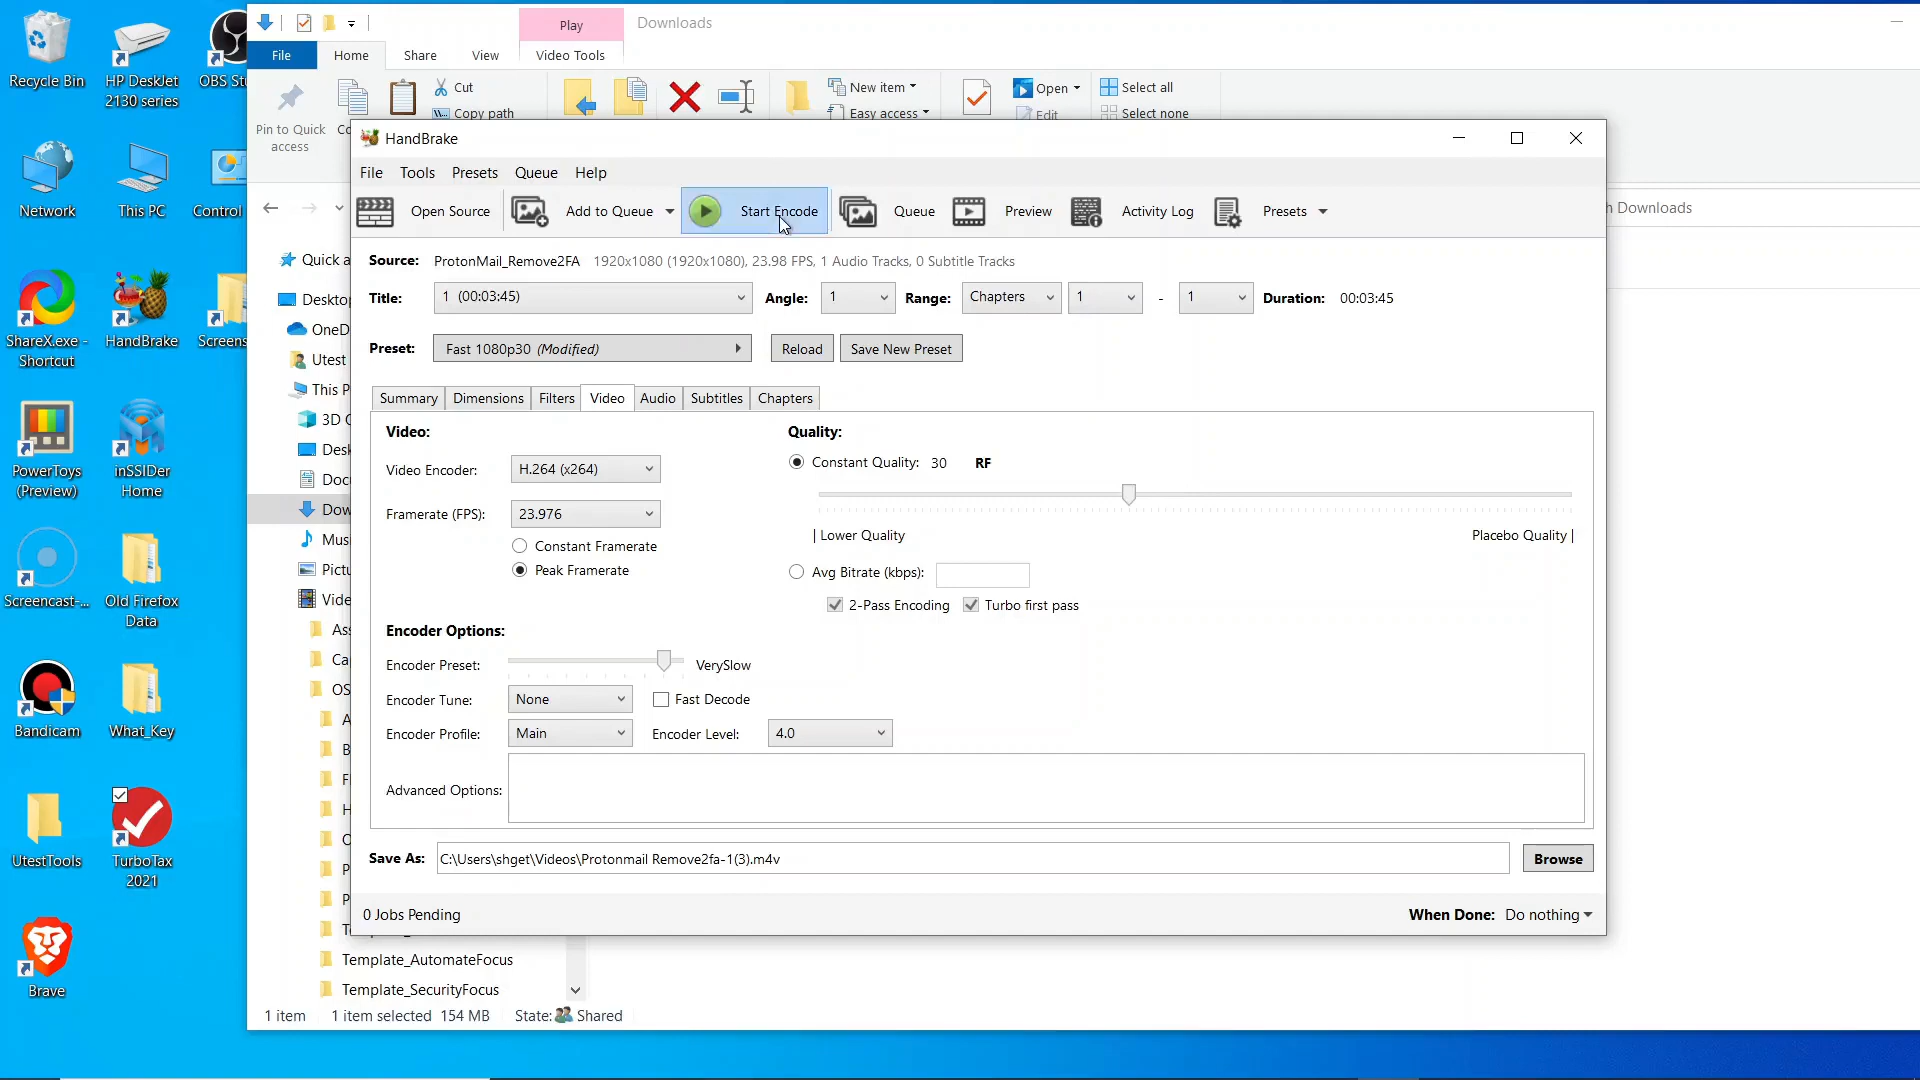 Play
Downloads
File
Home
Share
View
Video Tools
Recycle Bin
HP DeskJet
2130 series
OBS Stu
Cut
Copy path
New item
Easy access
Open
Edit
Select all
Select none
Pin to Quick
access
HandBrake
File Tools Presets Queue Help
Open Source
Add to Queue
Start Encode
Queue
Preview
Activity Log
Presets
Downloads
Network
This PC
Control
Quick a
Source: ProtonMail_Remove2FA 1920x1080 (1920x1080), 23.98 FPS, 1 Audio Tracks, 0 Subtitle Tracks
Title: 1 (00:03:45) Angle: 1 Range: Chapters 1 - 1 Duration: 00:03:45
Preset: Fast 1080p30 (Modified) Reload Save New Preset
Summary Dimensions Filters Video Audio Subtitles Chapters
Video:
Video Encoder: H.264 (x264)
Framerate (FPS): 23.976
Constant Framerate
Peak Framerate
Quality:
Constant Quality: 30 RF
| Lower Quality
Placebo Quality |
Avg Bitrate (kbps):
2-Pass Encoding
Turbo first pass
Encoder Options:
Encoder Preset: VerySlow
Encoder Tune: None Fast Decode
Encoder Profile: Main Encoder Level: 4.0
Advanced Options:
Save As: C:\Users\shget\Videos\Protonmail Remove2fa-1(3).m4v Browse
0 Jobs Pending
When Done: Do nothing
Deskto
OneD
Utest
This P
3D C
Desk
Docu
Dow
Musi
Pictu
Vide
Ass
Ca
OS
A
B
F
H
O
P
P
T
Template_AutomateFocus
Template_SecurityFocus
ShareX.exe -
Shortcut
HandBrake
Screens
PowerToys
(Preview)
inSSIDer
Home
Screencast-...
Old Firefox
Data
Bandicam
What_Key
UtestTools
TurboTax
2021
Brave
1 item
1 item selected 154 MB
State: Shared